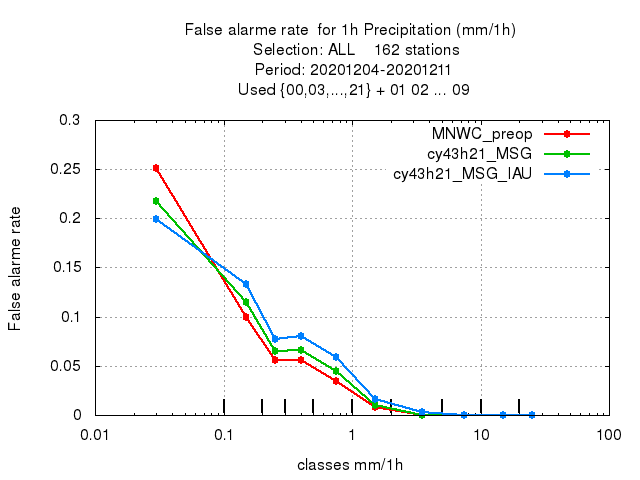 False alarme rate  for 1h Precipitation (mm/1h)
Selection: ALL    162 stations
Period: 20201204-20201211
Used {00,03,...,21} + 01 02 ... 09
MNWC_preop
cy43h21_MSG
cy43h21_MSG_IAU
False alarme rate
0.3
0.25
0.2
0.15
0.1
0.05
0
0.01
0.1
1
10
100
classes mm/1h